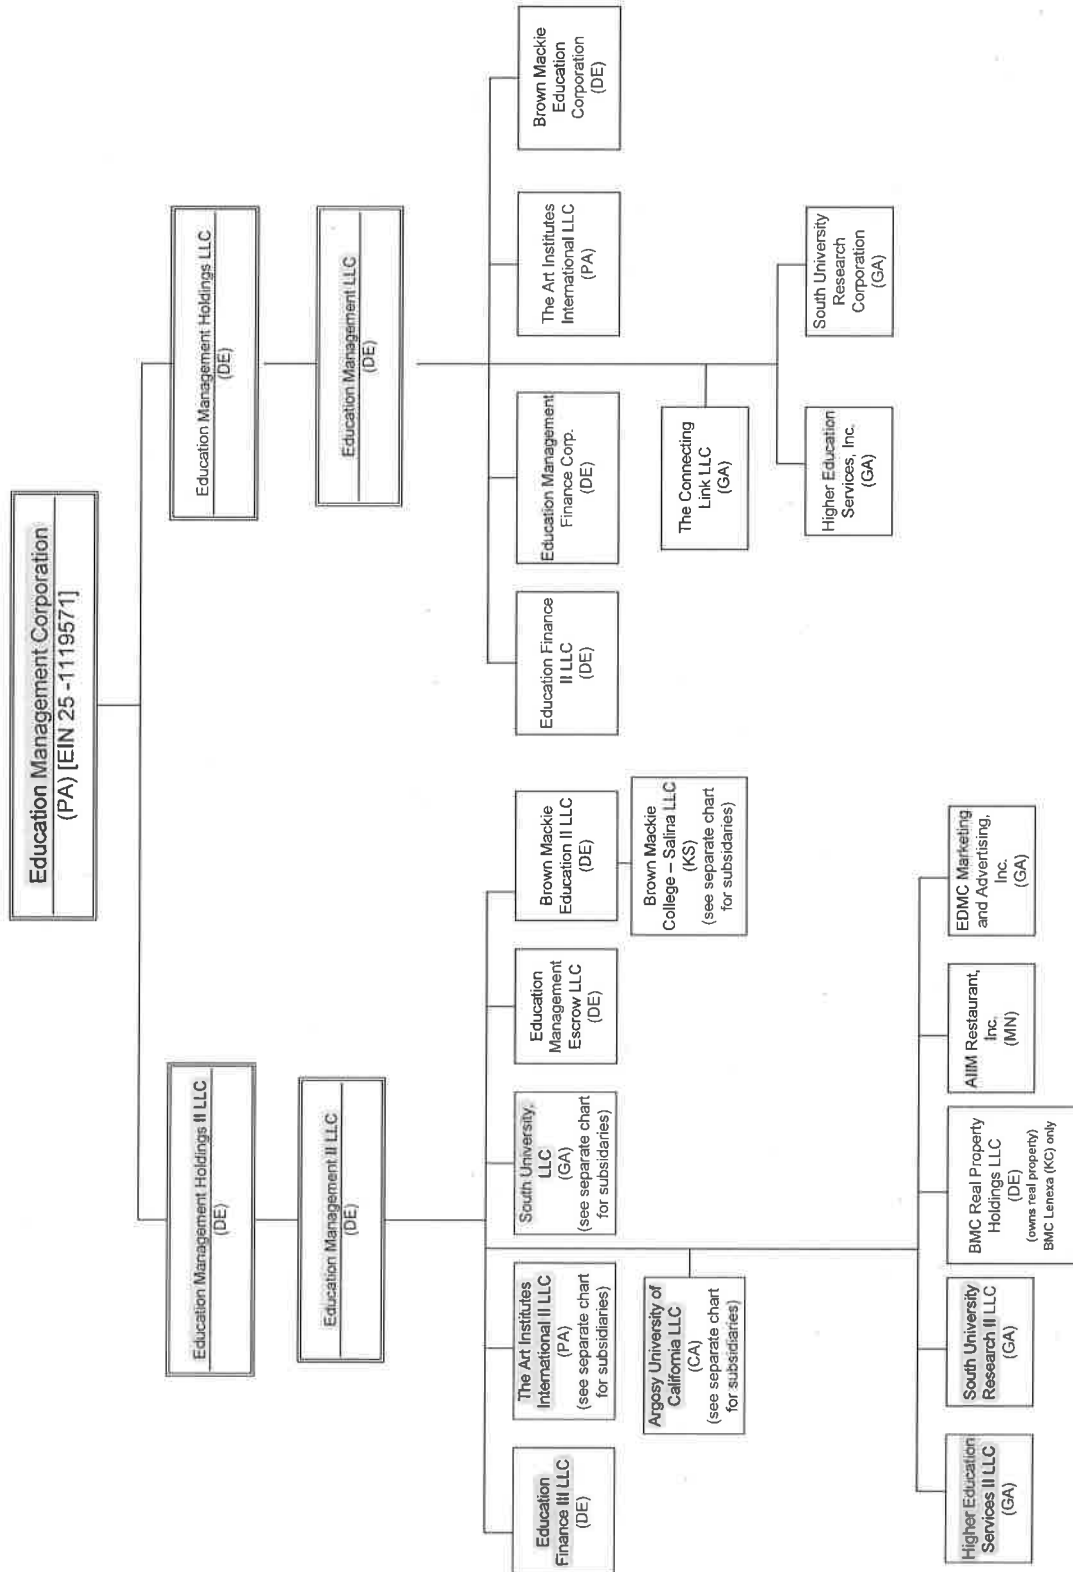 Education Management Corporation
(PA) [EIN 25 -1119571]
Education Management Holdings II LLC
(DE)
Education Management Holdings LLC
(DE)
Education Management II LLC
(DE)
Education Management LLC
(DE)
Education
Finance III LLC
(DE)
The Art Institutes
International II LLC
(PA)
(see separate chart
for subsidiaries)
South University,
LLC
(GA)
(see separate chart
for subsidaries)
Education
Management
Escrow LLC
(DE)
Brown Mackie
Education II LLC
(DE)
Education Finance
II LLC
(DE)
Education Management
Finance Corp.
(DE)
The Art Institutes
International LLC
(PA)
Brown Mackie
Education
Corporation
(DE)
Argosy University of
California LLC
(CA)
(see separate chart
for subsidiaries)
Brown Mackie
College – Salina LLC
(KS)
(see separate chart
for subsidaries)
The Connecting
Link LLC
(GA)
Higher Education
Services, Inc.
(GA)
South University
Research
Corporation
(GA)
Higher Education
Services II LLC
(GA)
South University
Research II LLC
(GA)
BMC Real Property
Holdings LLC
(DE)
(owns real property)
BMC Lenexa (KC) only
AIIM Restaurant,
Inc.
(MN)
EDMC Marketing
and Advertising,
Inc.
(GA)